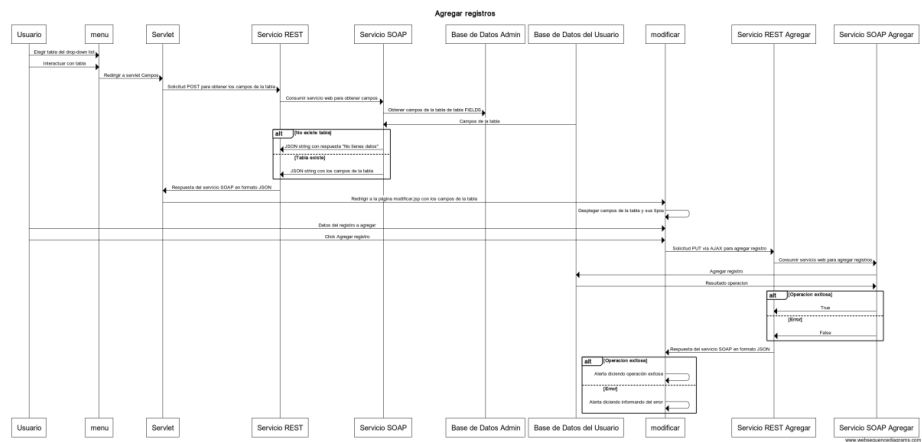 Agregar registros
Usuario
menu
Servlet
Servicio REST
Servicio SOAP
Base de Datos Admin
Base de Datos del Usuario
modificar
Servicio REST Agregar
Servicio SOAP Agregar
Elegir tabla del drop-down list
Interactuar con tabla
Redirigir a servlet Campos
Solicitud POST para obtener los campos de la tabla
Consumir servicio web para obtener campos
Obtener campos de la tabla de tabla FIELDS
Campos de la tabla
alt
[No existe tabla]
JSON string con respuesta "No tienes datos"
[Tabla existe]
JSON string con los campos de la tabla
Respuesta del servicio SOAP en formato JSON
Redirigir a la página modificar.jsp con los campos de la tabla
Desplegar campos de la tabla y sus tipos
Datos del registro a agregar
Click Agregar registro
Solicitud PUT via AJAX para agregar registro
Consumir servicio web para agregar registros
Agregar registro
Resultado operacion
alt
[Operacion exitosa]
True
[Error]
False
Respuesta del servicio SOAP en formato JSON
alt
[Operacion exitosa]
Alerta diciendo operación exitosa
[Error]
Alerta diciendo informando del error
Usuario
menu
Servlet
Servicio REST
Servicio SOAP
Base de Datos Admin
Base de Datos del Usuario
modificar
Servicio REST Agregar
Servicio SOAP Agregar
www.websequencediagrams.com